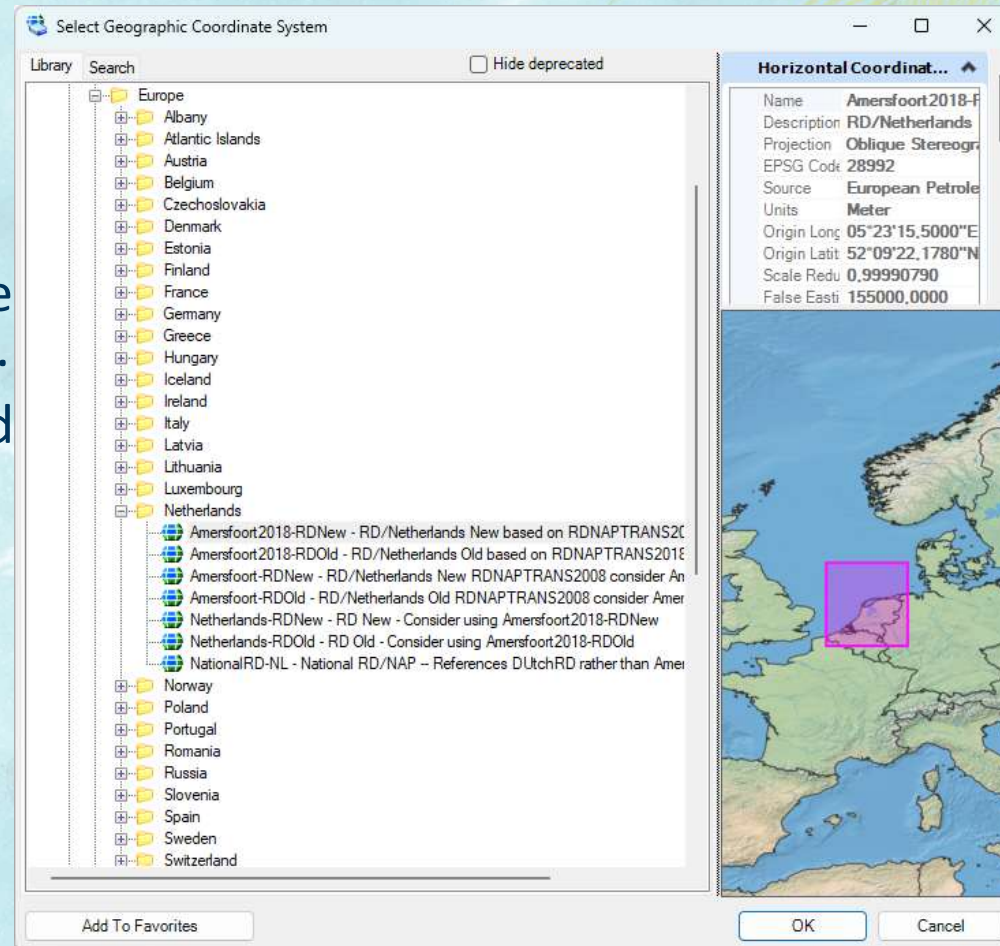 Select Geographic Coordinate System
Library
Search
Hide deprecated
Europe
Albany
Atlantic Islands
Austria
Belgium
Czechoslovakia
Denmark
Estonia
Finland
France
Germany
Greece
Hungary
Iceland
Ireland
Italy
Latvia
Lithuania
Luxembourg
Netherlands
Amersfoort2018-RDNew - RD/Netherlands New based on RDNAPTRANS20
Amersfoort2018-RDOld - RD/Netherlands Old based on RDNAPTRANS2018
Amersfoort-RDNew - RD/Netherlands New RDNAPTRANS2008 consider Am
Amersfoort-RDOld - RD/Netherlands Old RDNAPTRANS2008 consider Amer
Netherlands-RDNew - RD New - Consider using Amersfoort2018-RDNew
Netherlands-RDOld - RD Old - Consider using Amersfoort2018-RDOld
NationalRD-NL - National RD/NAP -- References DUtchRD rather than Amer
Norway
Poland
Portugal
Romania
Russia
Slovenia
Spain
Sweden
Switzerland
Add To Favorites
Horizontal Coordinat...
Name Amersfoort2018-F
Description RD/Netherlands
Projection Oblique Stereogra
EPSG Code 28992
Source European Petrole
Units Meter
Origin Long 05°23'15,5000"E
Origin Latit 52°09'22,1780"N
Scale Redu 0,99990790
False Easti 155000,0000
OK
Cancel